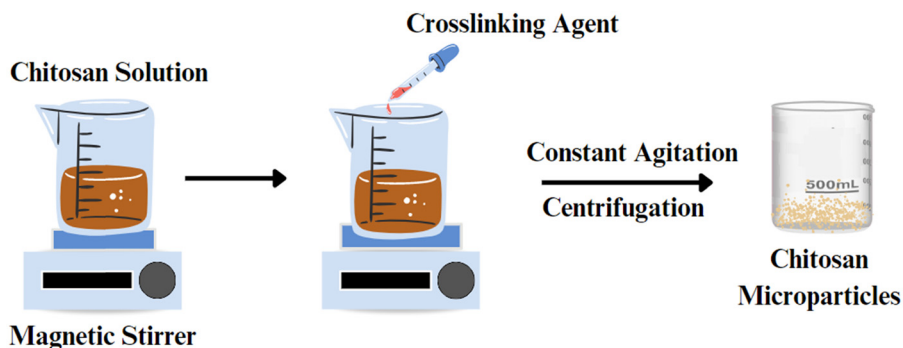 Crosslinking Agent
Chitosan Solution
Constant Agitation
Centrifugation
500mL
Chitosan
Microparticles
Magnetic Stirrer